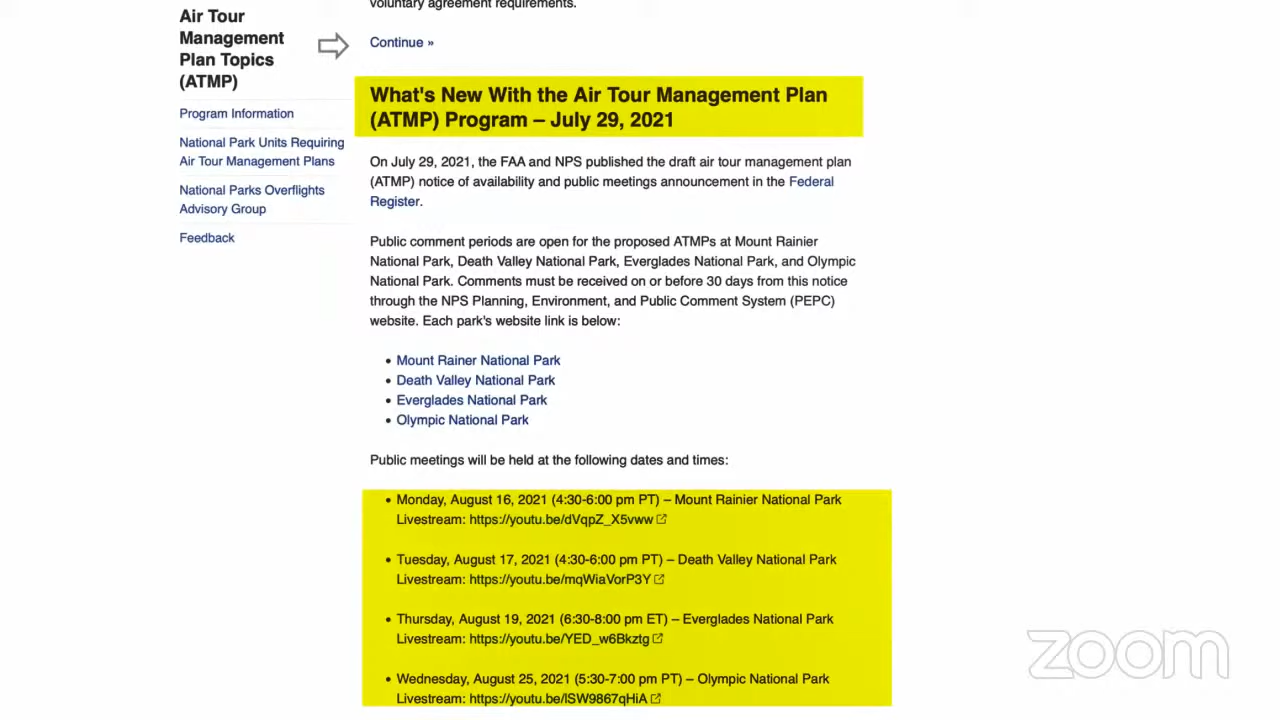 voluntary agreement requirements.
Air Tour
Management
Plan Topics
(ATMP)
Program Information
National Park Units Requiring
Air Tour Management Plans
National Parks Overflights
Advisory Group
Feedback
Continue »
What's New With the Air Tour Management Plan
(ATMP) Program – July 29, 2021
On July 29, 2021, the FAA and NPS published the draft air tour management plan
(ATMP) notice of availability and public meetings announcement in the Federal
Register.
Public comment periods are open for the proposed ATMPs at Mount Rainier
National Park, Death Valley National Park, Everglades National Park, and Olympic
National Park. Comments must be received on or before 30 days from this notice
through the NPS Planning, Environment, and Public Comment System (PEPC)
website. Each park's website link is below:
• Mount Rainer National Park
• Death Valley National Park
• Everglades National Park
• Olympic National Park
Public meetings will be held at the following dates and times:
• Monday, August 16, 2021 (4:30-6:00 pm PT) – Mount Rainier National Park
Livestream: https://youtu.be/dVqpZ_X5vww
• Tuesday, August 17, 2021 (4:30-6:00 pm PT) – Death Valley National Park
Livestream: https://youtu.be/mqWiaVorP3Y
• Thursday, August 19, 2021 (6:30-8:00 pm ET) – Everglades National Park
Livestream: https://youtu.be/YED_w6Bkztg
• Wednesday, August 25, 2021 (5:30-7:00 pm PT) – Olympic National Park
Livestream: https://youtu.be/lSW9867qHiA
zoom